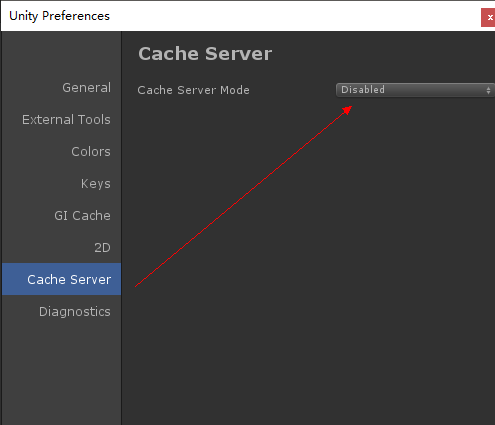 Unity Preferences
x
Cache Server
Cache Server Mode
Disabled
General
External Tools
Colors
Keys
GI Cache
2D
Cache Server
Diagnostics